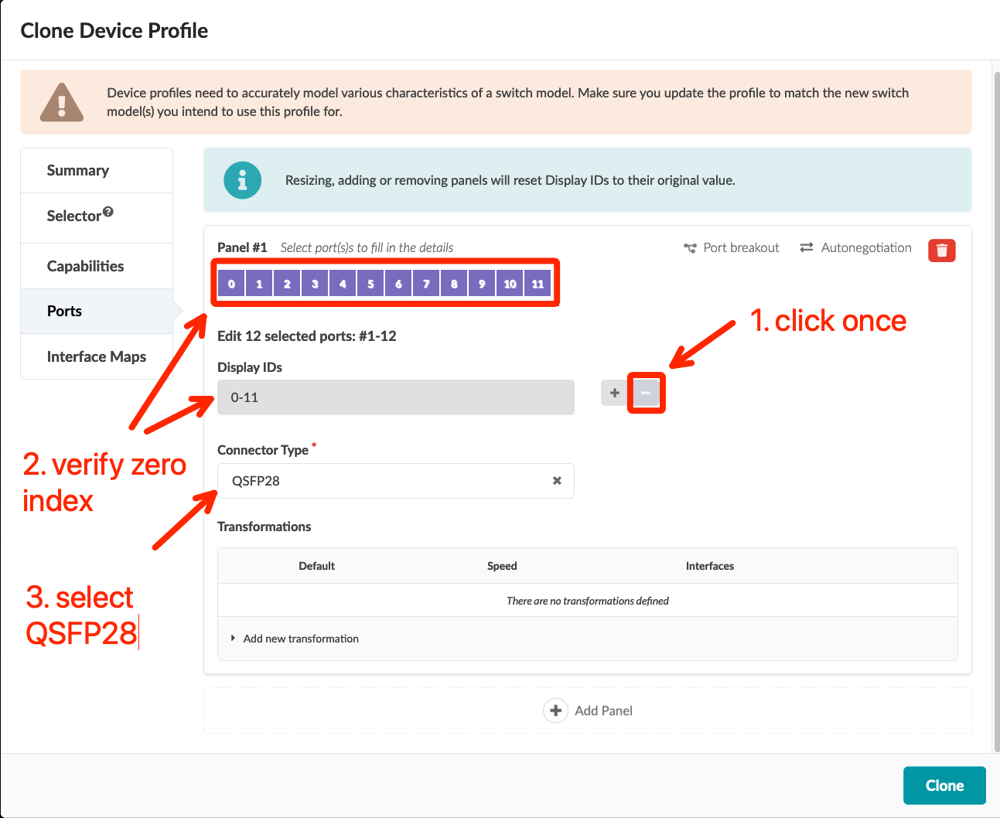 Clone Device Profile
Device profiles need to accurately model various characteristics of a switch model. Make sure you update the profile to match the new switch
model(s) you intend to use this profile for.
Summary
Selector
Capabilities
Ports
Interface Maps
Resizing, adding or removing panels will reset Display IDs to their original value.
Panel #1 Select port(s)s to fill in the details
Port breakout
Autonegotiation
0 1 2 3 4 5 6 7 8 9 10 11
1. click once
Edit 12 selected ports: #1-12
Display IDs
0-11
+ −
2. verify zero
index
Connector Type *
QSFP28
3. select
QSFP28
Transformations
Default Speed Interfaces
There are no transformations defined
Add new transformation
Add Panel
Clone